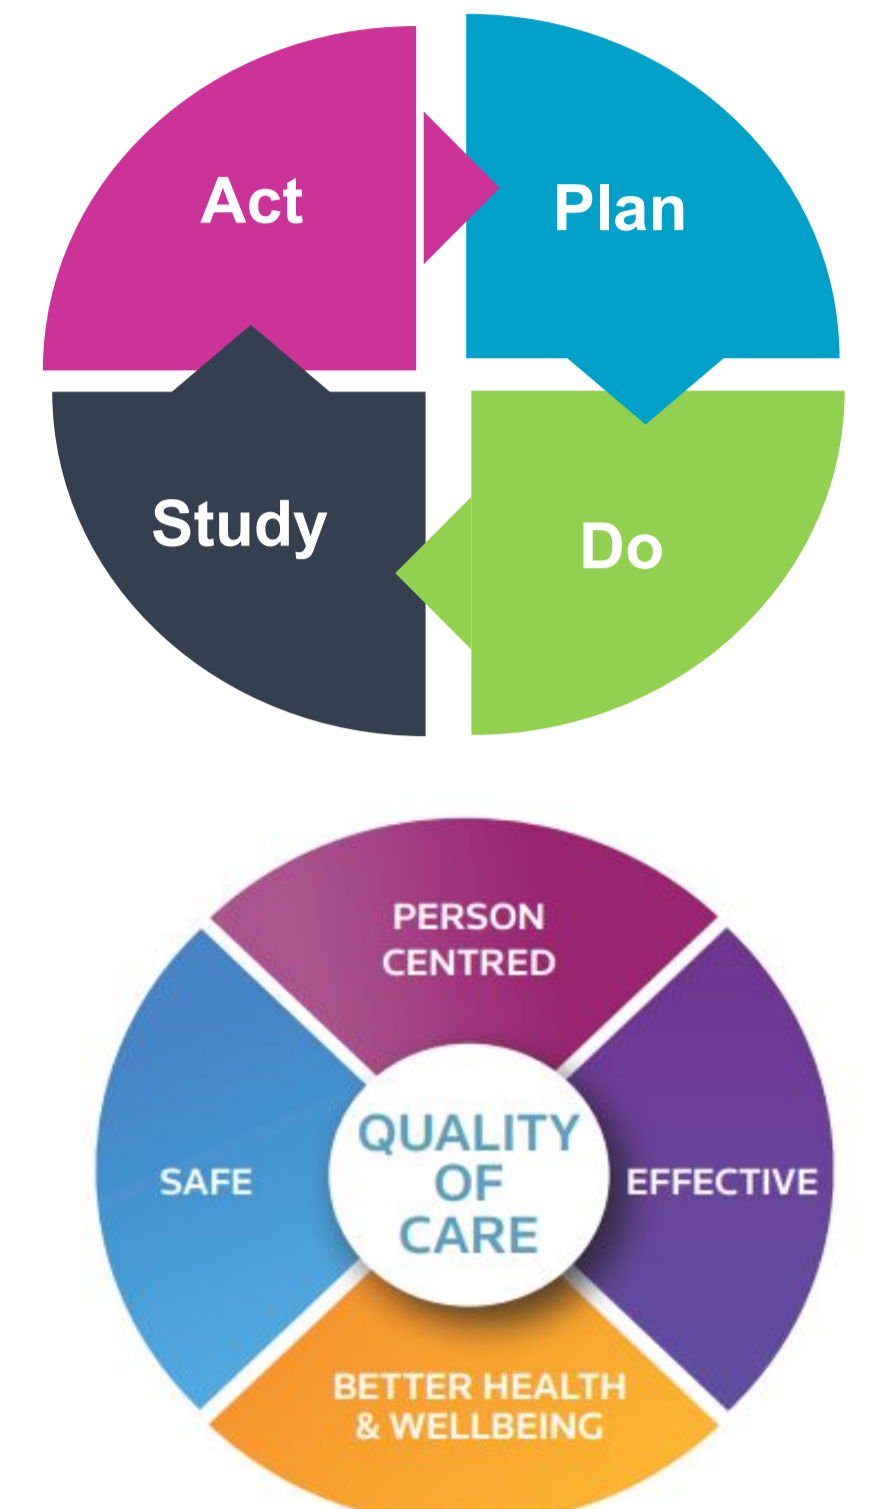 Act
Plan
Study
Do
PERSON
CENTRED
SAFE
QUALITY
OF
CARE
EFFECTIVE
BETTER HEALTH
& WELLBEING